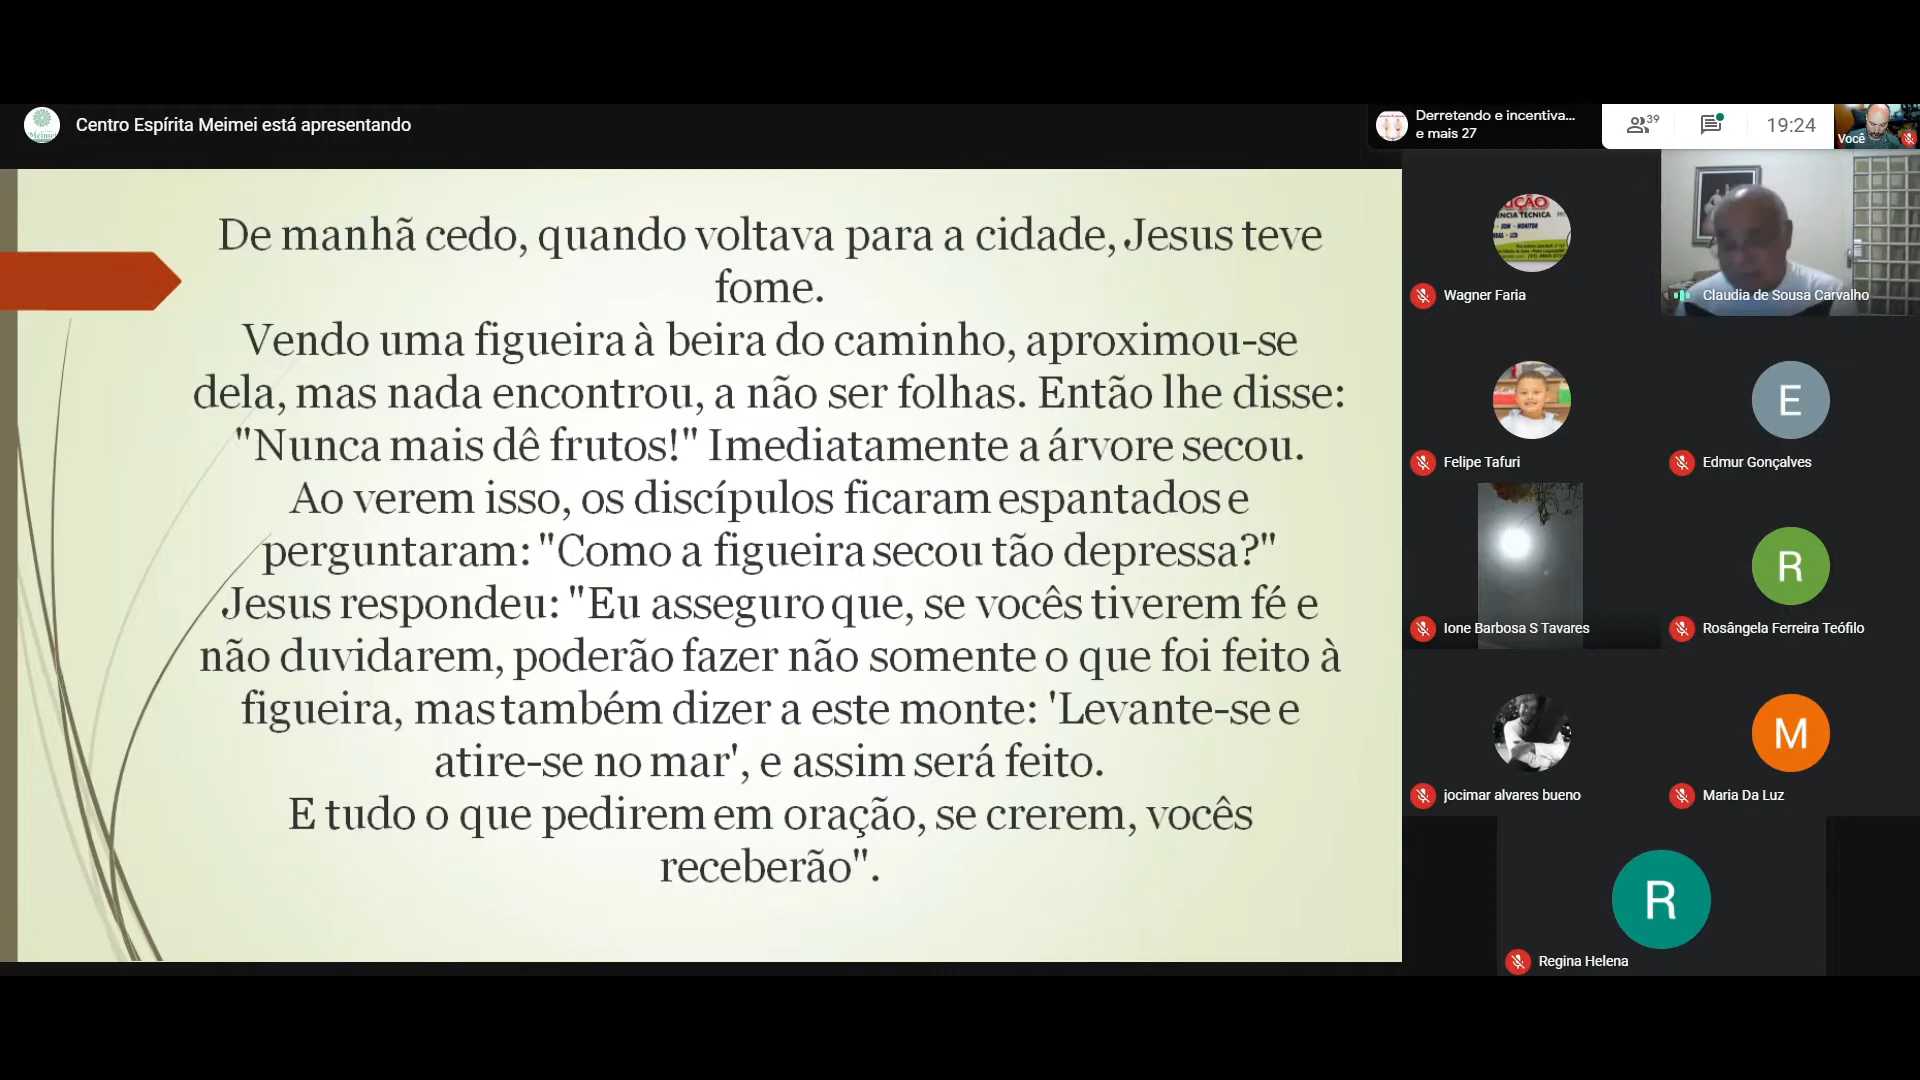 Centro Espírita Meimei está apresentando
Derretendo e incentiva...
e mais 27
39
19:24
Você
De manhã cedo, quando voltava para a cidade, Jesus teve
fome.
Vendo uma figueira à beira do caminho, aproximou-se
dela, mas nada encontrou, a não ser folhas. Então lhe disse:
"Nunca mais dê frutos!" Imediatamente a árvore secou.
Ao verem isso, os discípulos ficaram espantados e
perguntaram: "Como a figueira secou tão depressa?"
Jesus respondeu: "Eu asseguro que, se vocês tiverem fé e
não duvidarem, poderão fazer não somente o que foi feito à
figueira, mas também dizer a este monte: 'Levante-se e
atire-se no mar', e assim será feito.
E tudo o que pedirem em oração, se crerem, vocês
receberão".
Wagner Faria
Claudia de Sousa Carvalho
Felipe Tafuri
E
Edmur Gonçalves
Ione Barbosa S Tavares
R
Rosângela Ferreira Teófilo
jocimar alvares bueno
M
Maria Da Luz
R
Regina Helena